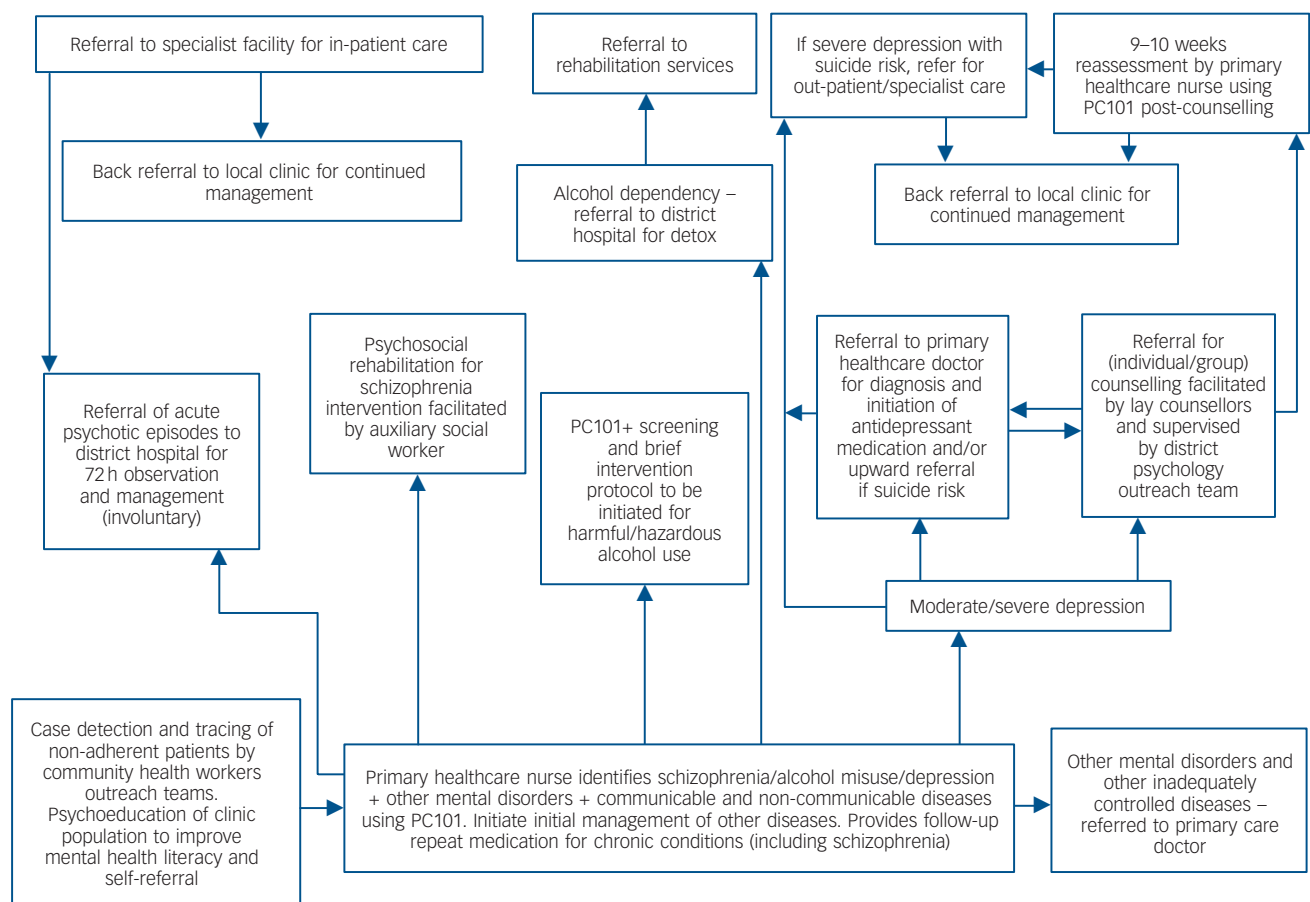 Referral to specialist facility for in-patient care
Back referral to local clinic for continued
management
Referral to
rehabilitation services
Alcohol dependency –
referral to district
hospital for detox
If severe depression with
suicide risk, refer for
out-patient/specialist care
9–10 weeks
reassessment by primary
healthcare nurse using
PC101 post-counselling
Back referral to local clinic for
continued management
Referral of acute
psychotic episodes to
district hospital for
72 h observation
and management
(involuntary)
Psychosocial
rehabilitation for
schizophrenia
intervention facilitated
by auxiliary social
worker
PC101+ screening
and brief
intervention
protocol to be
initiated for
harmful/hazardous
alcohol use
Referral to primary
healthcare doctor
for diagnosis and
initiation of
antidepressant
medication and/or
upward referral
if suicide risk
Referral for
(individual/group)
counselling facilitated
by lay counsellors
and supervised
by district
psychology
outreach team
Moderate/severe depression
Case detection and tracing of
non-adherent patients by
community health workers
outreach teams.
Psychoeducation of clinic
population to improve
mental health literacy and
self-referral
Primary healthcare nurse identifies schizophrenia/alcohol misuse/depression
+ other mental disorders + communicable and non-communicable diseases
using PC101. Initiate initial management of other diseases. Provides follow-up
repeat medication for chronic conditions (including schizophrenia)
Other mental disorders and
other inadequately
controlled diseases –
referred to primary care
doctor